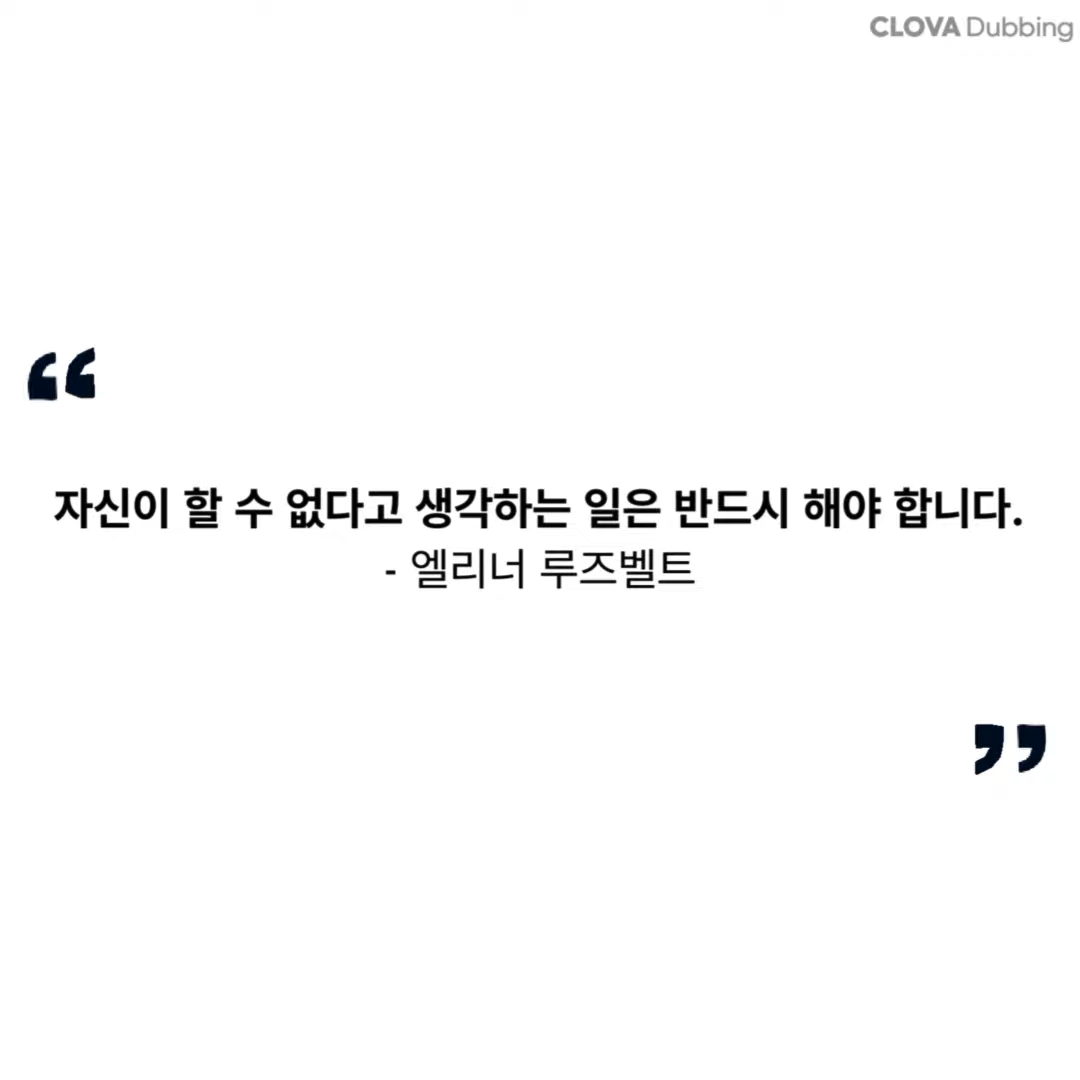 CLOVA Dubbing
“
자신이 할 수 없다고 생각하는 일은 반드시 해야 합니다.
- 엘리너 루즈벨트
”